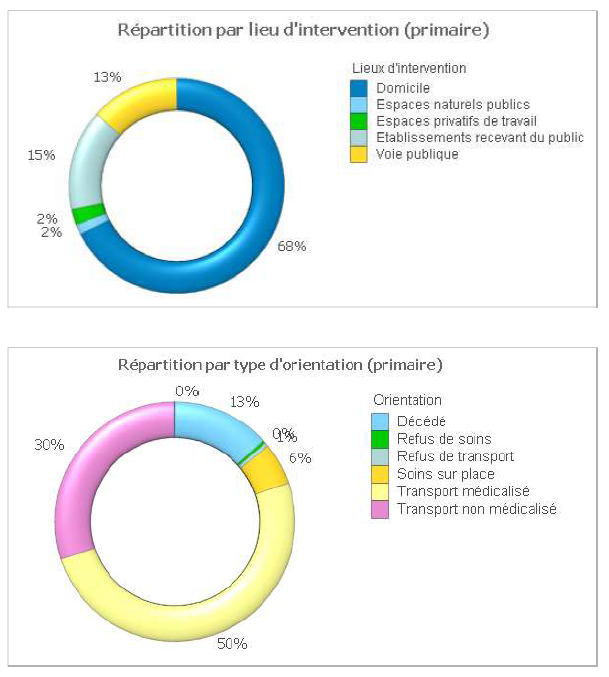 Répartition par lieu d'intervention (primaire)
Lieux d'intervention
Domicile
Espaces naturels publics
Espaces privatifs de travail
Etablissements recevant du public
Voie publique
13%
15%
2%
2%
68%
Répartition par type d'orientation (primaire)
0%
13%
0%
1%
6%
30%
50%
Orientation
Décédé
Refus de soins
Refus de transport
Soins sur place
Transport médicalisé
Transport non médicalisé